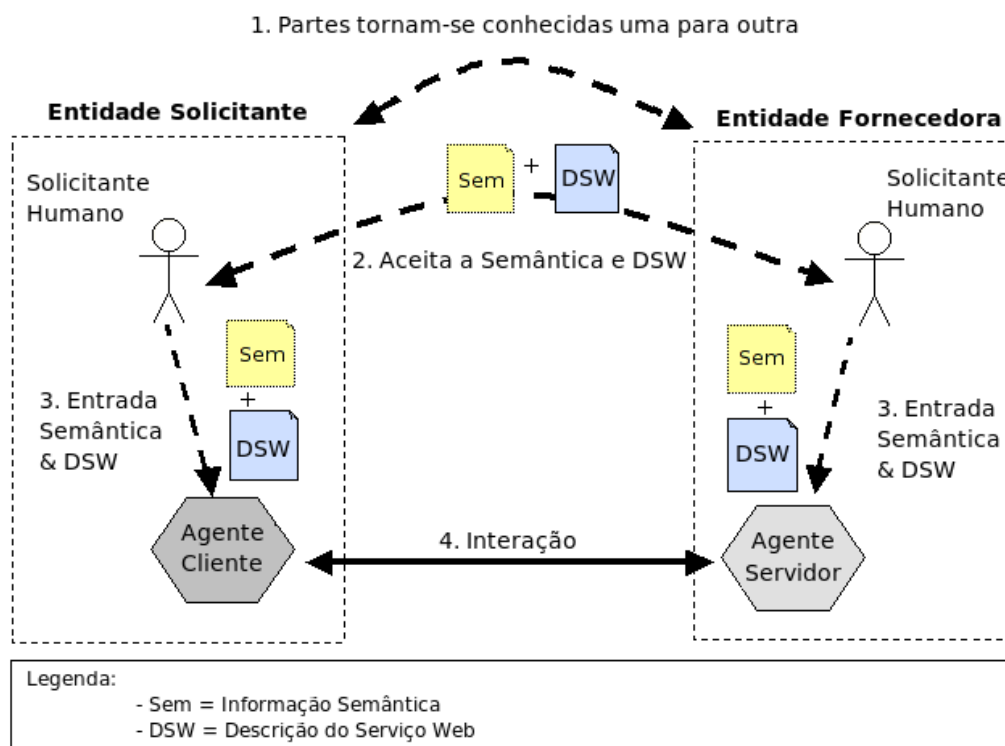 1. Partes tornam-se conhecidas uma para outra
Entidade Solicitante
Entidade Fornecedora
Solicitante
Humano
Sem
+
DSW
Solicitante
Humano
2. Aceita a Semântica e DSW
3. Entrada
Semântica
& DSW
Sem
+
DSW
Sem
+
DSW
3. Entrada
Semântica
& DSW
Agente
Cliente
4. Interação
Agente
Servidor
Legenda:
- Sem = Informação Semântica
- DSW = Descrição do Serviço Web